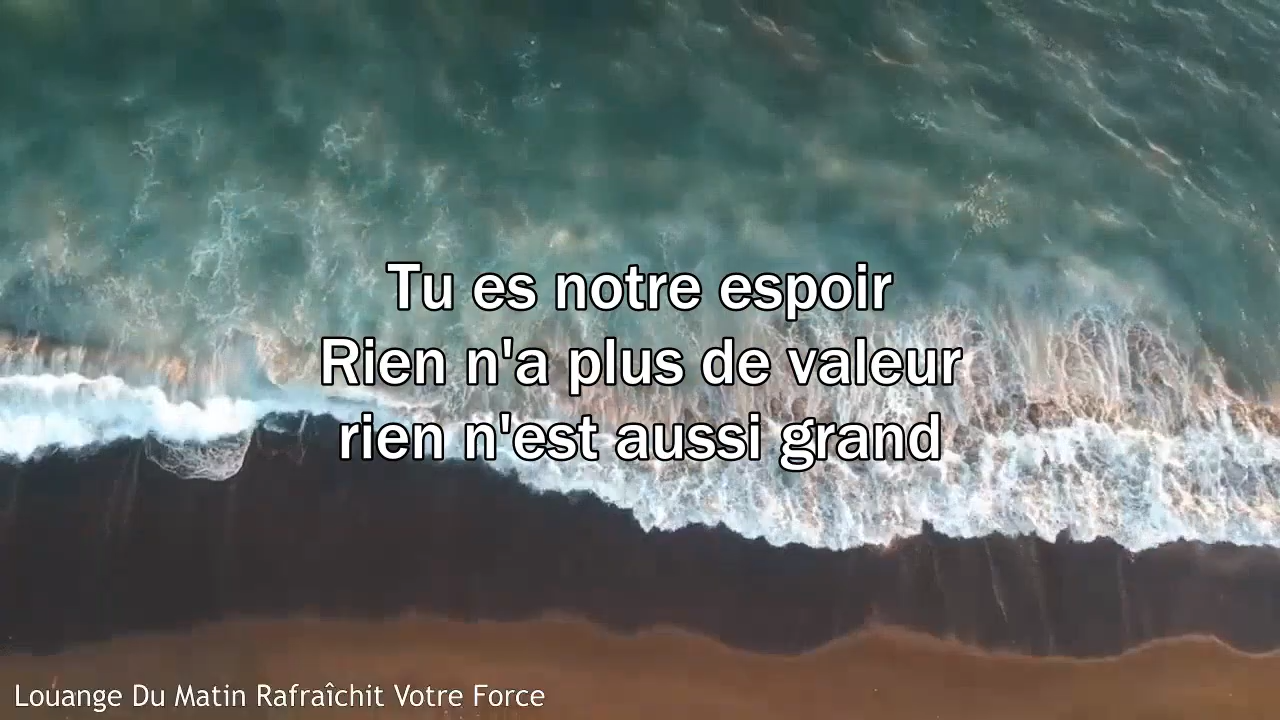 Tu es notre espoir
Rien n'a plus de valeur
rien n'est aussi grand
Louange Du Matin Rafraîchit Votre Force